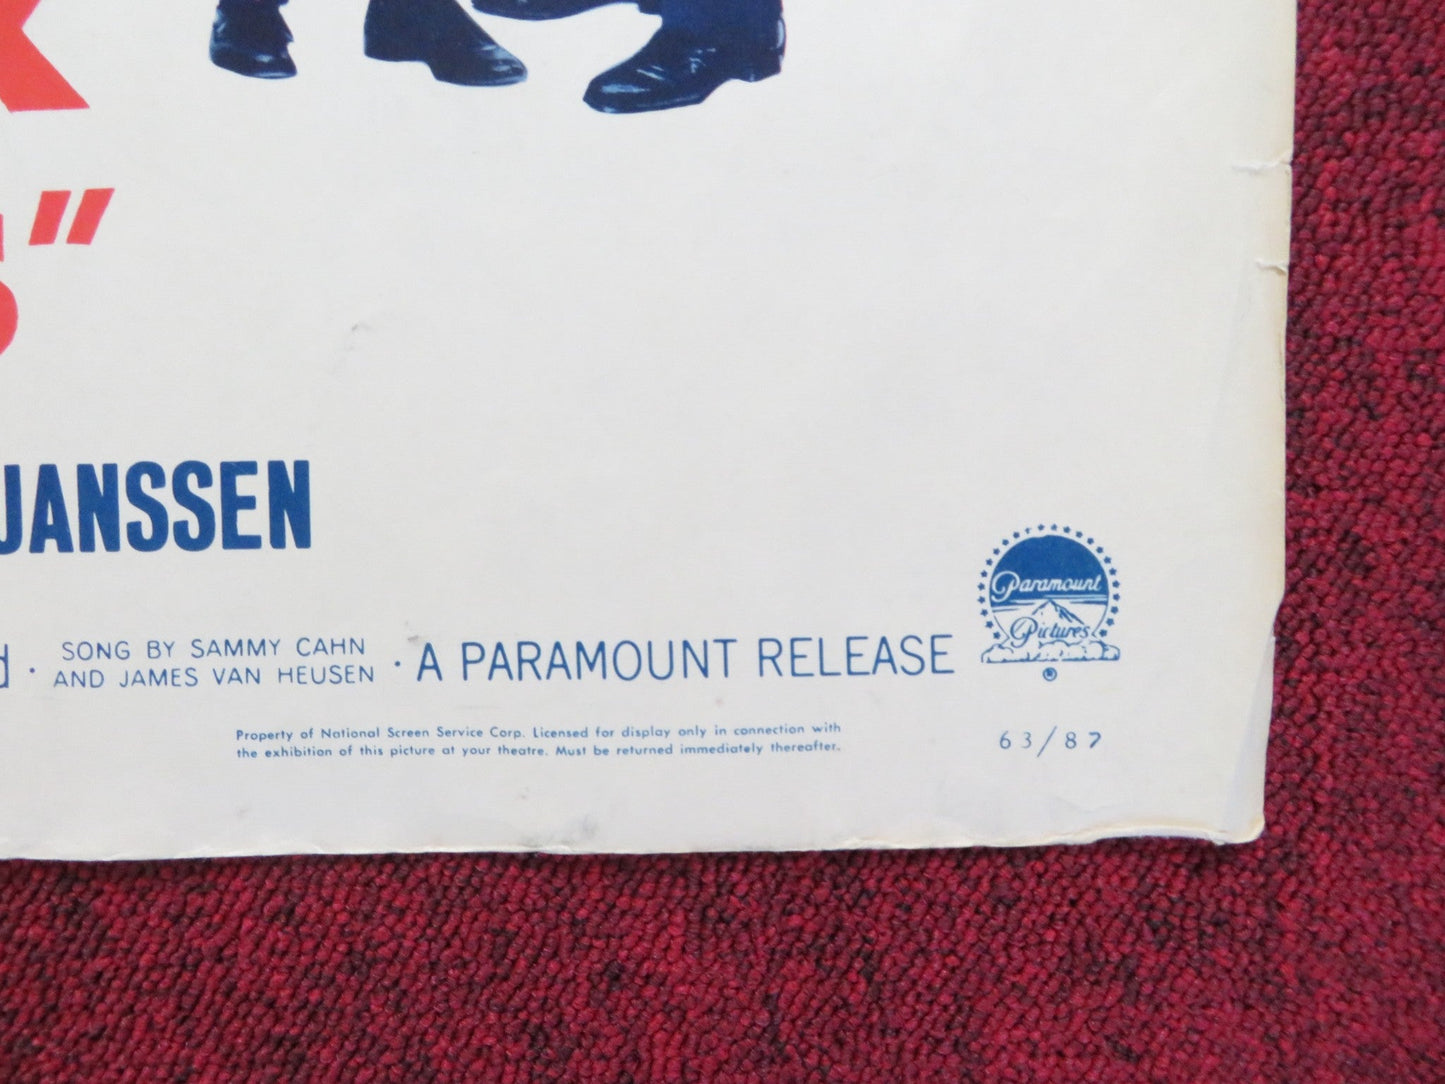 S"
JANSSEN
d · SONG BY SAMMY CAHN
AND JAMES VAN HEUSEN · A PARAMOUNT RELEASE
Paramount
Pictures
®
Property of National Screen Service Corp. Licensed for display only in connection with
the exhibition of this picture at your theatre. Must be returned immediately thereafter.
63/87